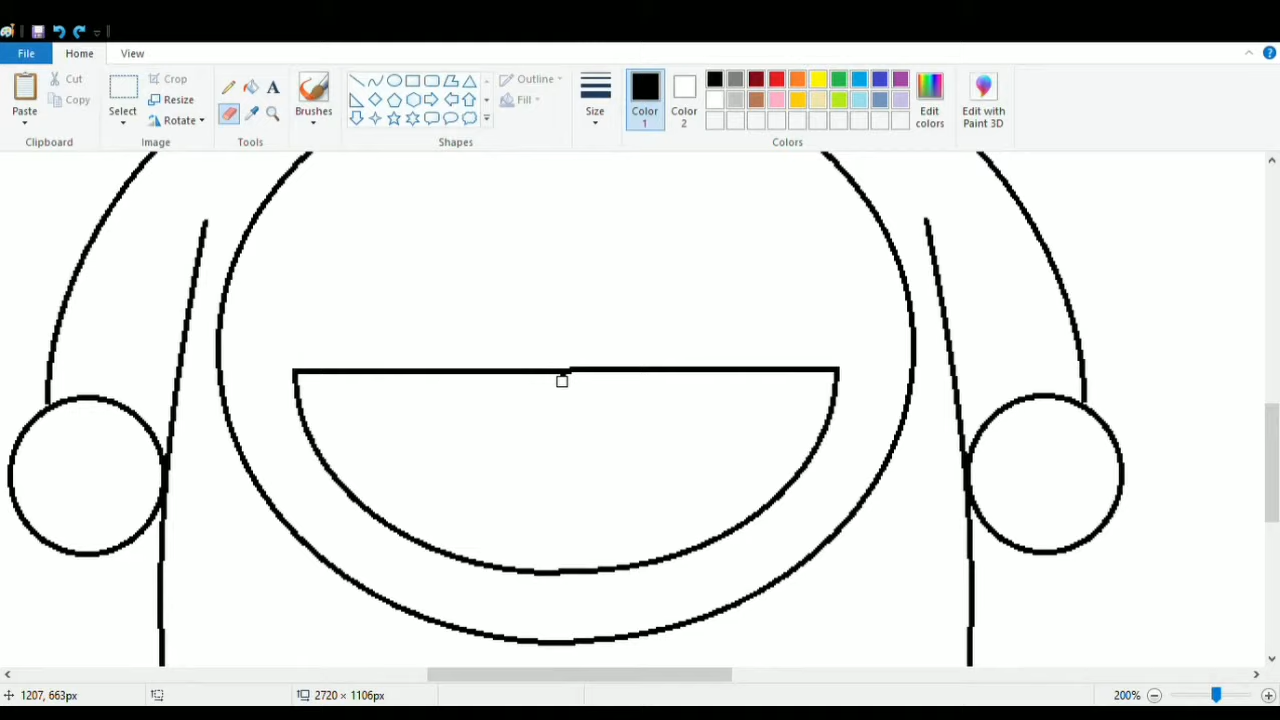 File Home View
Paste
Cut
Copy
Clipboard
Select
Crop
Resize
Rotate
Image
A
Tools
Brushes
Outline
Fill
Shapes
Size
Color 1
Color 2
Edit colors
Colors
Edit with Paint 3D
1207, 663px
2720 × 1106px
200%